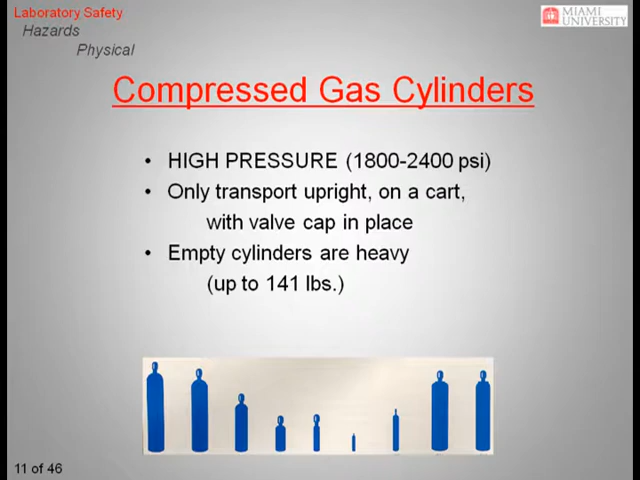 Laboratory Safety
Hazards
Physical
MIAMI
UNIVERSITY
Compressed Gas Cylinders
• HIGH PRESSURE (1800-2400 psi)
• Only transport upright, on a cart,
with valve cap in place
• Empty cylinders are heavy
(up to 141 lbs.)
11 of 46